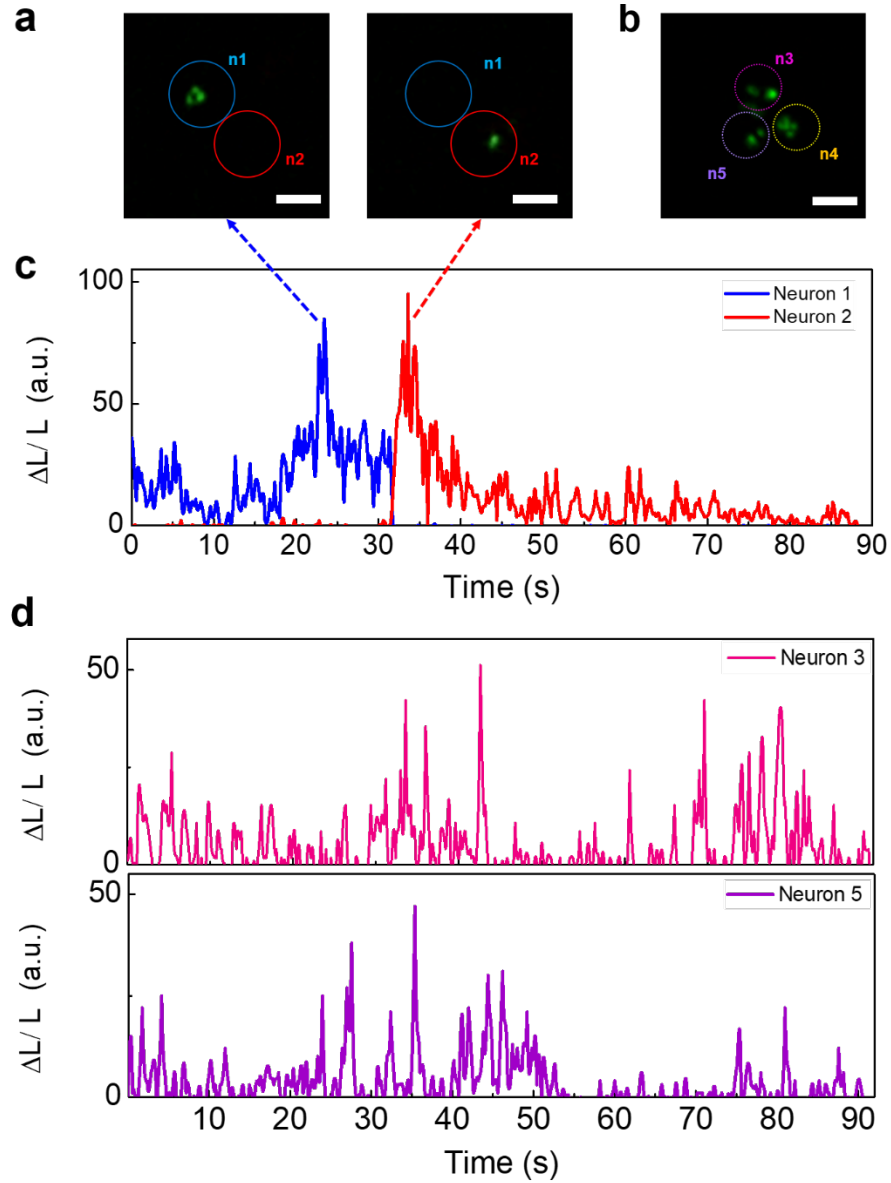 a
b
n1
n2
n1
n2
n3
n4
n5
c
100
50
0
ΔL/ L (a.u.)
Neuron 1
Neuron 2
0 10 20 30 40 50 60 70 80 90
Time (s)
d
50
0
ΔL/ L (a.u.)
Neuron 3
50
0
ΔL/ L (a.u.)
Neuron 5
10 20 30 40 50 60 70 80 90
Time (s)